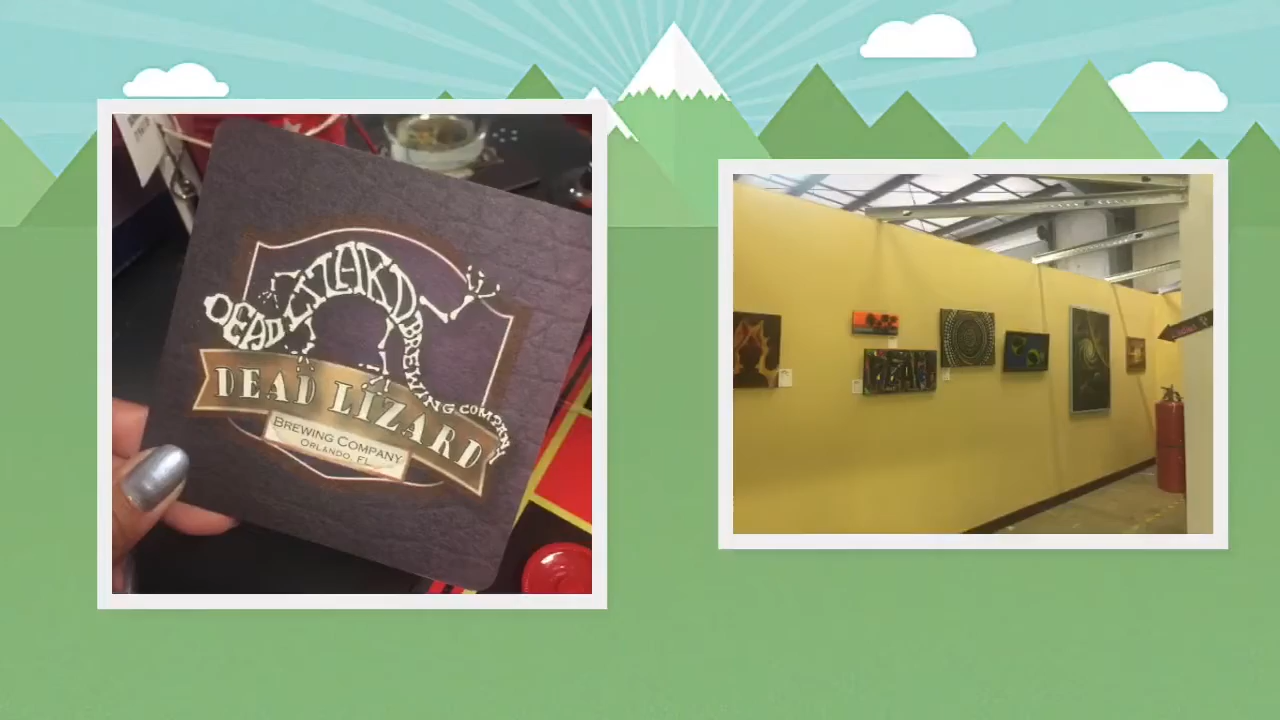 DEAD LIZARD BREWING COMPANY
DEAD LIZARD
BREWING COMPANY
ORLANDO, FL